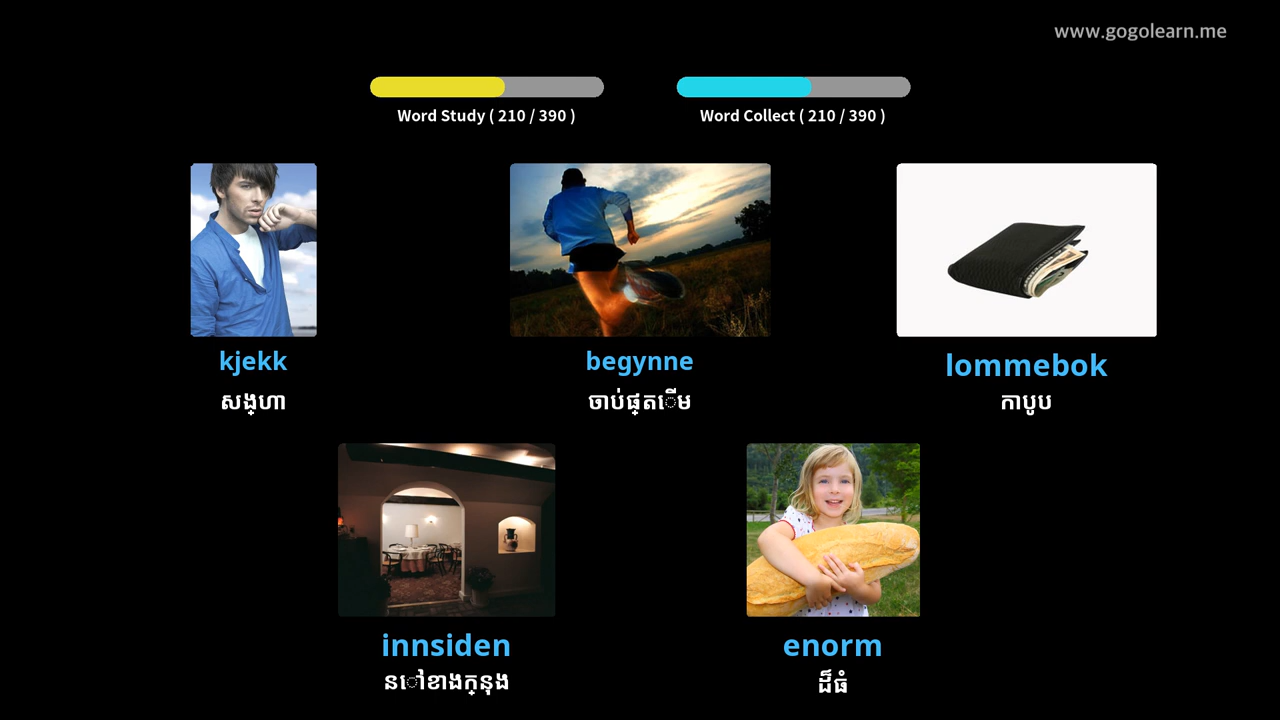 www.gogolearn.me
Word Study ( 210 / 390 )
Word Collect ( 210 / 390 )
kjekk
សង្ហា
begynne
ចាប់ផ្តើម
lommebok
កាបូប
innsiden
នៅខាងក្នុង
enorm
ដ៏ធំ